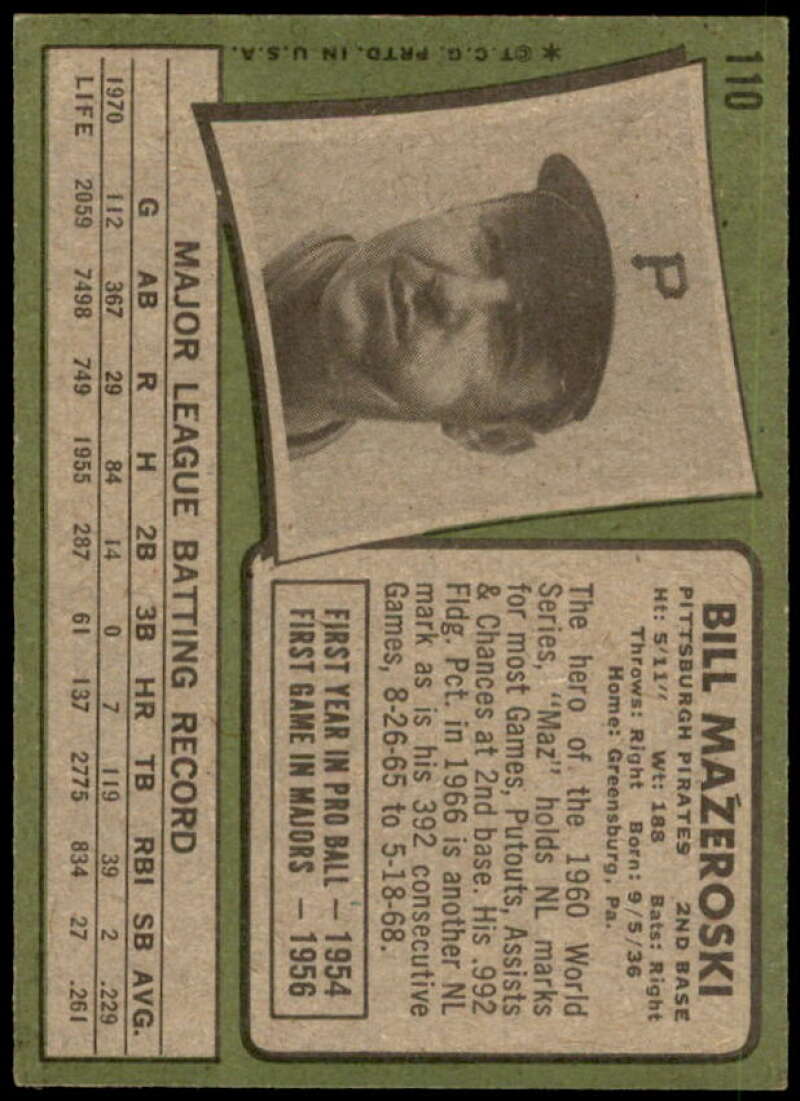 110
P
*©T.C.G. PRTD. IN U.S.A.
BILL MAZEROSKI
PITTSBURGH PIRATES 2ND BASE
Ht: 5'11" Wt: 188 Bats: Right
Throws: Right Born: 9/5/36
Home: Greensburg, Pa.
The hero of the 1960 World
Series, "Maz" holds NL marks
for most Games, Putouts, Assists
& Chances at 2nd base. His .992
Fldg. Pct. in 1966 is another NL
mark as is his 392 consecutive
Games, 8-26-65 to 5-18-68.
FIRST YEAR IN PRO BALL — 1954
FIRST GAME IN MAJORS — 1956
MAJOR LEAGUE BATTING RECORD
G AB R H 2B 3B HR TB RBI SB AVG.
1970 112 367 29 84 14 0 7 119 39 2 .229
LIFE 2059 7498 749 1955 287 61 137 2775 834 27 .261